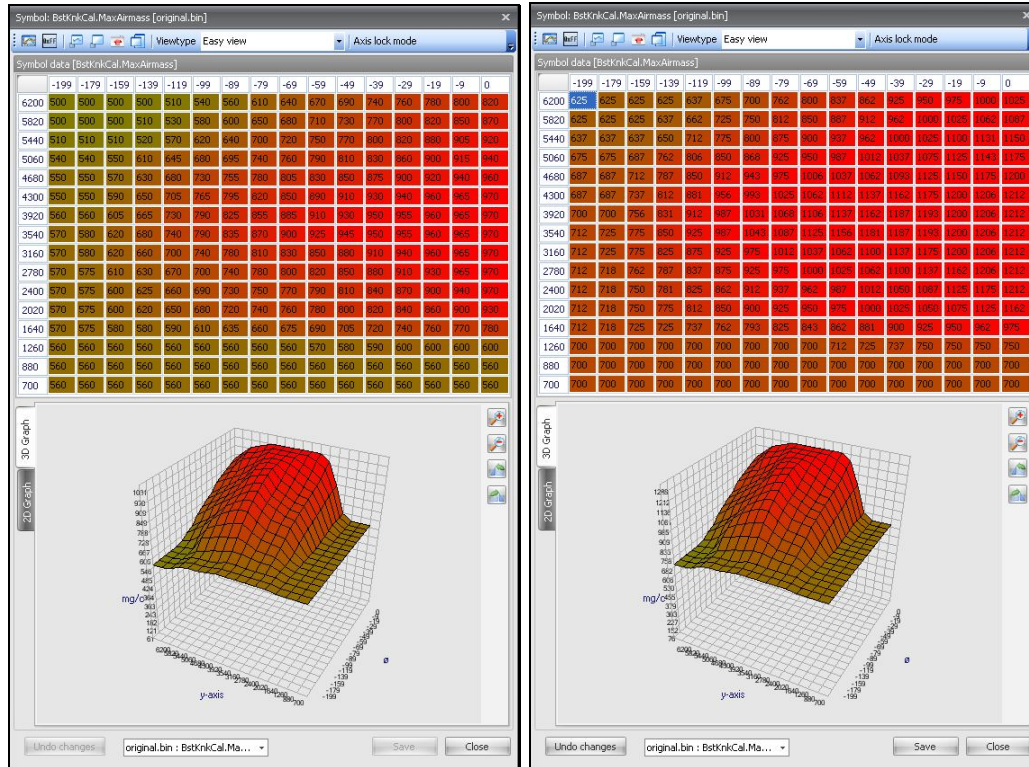 Symbol: BstKnkCal.MaxAirmass [original.bin]
0xFF Viewtype Easy view Axis lock mode
Symbol data [BstKnkCal.MaxAirmass]
-199 -179 -159 -139 -119 -99 -89 -79 -69 -59 -49 -39 -29 -19 -9 0
6200 500 500 500 500 510 540 560 610 640 670 690 740 760 780 800 820
5820 500 500 500 510 530 580 600 650 680 710 730 770 800 820 850 870
5440 510 510 510 520 570 620 640 700 720 750 770 800 820 880 905 920
5060 540 540 550 610 645 680 695 740 760 790 810 830 860 900 915 940
4680 550 550 570 630 680 730 755 780 805 830 850 875 900 920 940 960
4300 550 550 590 650 705 765 795 820 850 890 910 930 940 960 965 970
3920 560 560 605 665 730 790 825 855 885 910 930 950 955 960 965 970
3540 570 580 620 680 740 790 835 870 900 925 945 950 955 960 965 970
3160 570 580 620 660 700 740 780 810 830 850 880 910 940 960 965 970
2780 570 575 610 630 670 700 740 780 800 820 850 880 910 930 965 970
2400 570 575 600 625 660 690 730 750 770 790 810 840 870 900 940 970
2020 570 575 600 620 650 680 720 740 760 780 800 820 840 860 900 930
1640 570 575 580 580 590 610 635 660 675 690 705 720 740 760 770 780
1260 560 560 560 560 560 560 560 560 560 570 580 590 600 600 600 600
880 560 560 560 560 560 560 560 560 560 560 560 560 560 560 560 560
700 560 560 560 560 560 560 560 560 560 560 560 560 560 560 560 560
3D Graph
2D Graph
mg/c
y-axis
Undo changes original.bin : BstKnkCal.Ma... Save Close
Symbol: BstKnkCal.MaxAirmass [original.bin]
0xFF Viewtype Easy view Axis lock mode
Symbol data [BstKnkCal.MaxAirmass]
-199 -179 -159 -139 -119 -99 -89 -79 -69 -59 -49 -39 -29 -19 -9 0
6200 625 625 625 625 637 675 700 762 800 837 862 925 950 975 1000 1025
5820 625 625 625 637 662 725 750 812 850 887 912 962 1000 1025 1062 1087
5440 637 637 637 650 712 775 800 875 900 937 962 1000 1025 1100 1131 1150
5060 675 675 687 762 806 850 868 925 950 987 1012 1037 1075 1125 1143 1175
4680 687 687 712 787 850 912 943 975 1006 1037 1062 1093 1125 1150 1175 1200
4300 687 687 737 812 881 956 993 1025 1062 1112 1137 1162 1175 1200 1206 1212
3920 700 700 756 831 912 987 1031 1068 1106 1137 1162 1187 1193 1200 1206 1212
3540 712 725 775 850 925 987 1043 1087 1125 1156 1181 1187 1193 1200 1206 1212
3160 712 725 775 825 875 925 975 1012 1037 1062 1100 1137 1175 1200 1206 1212
2780 712 718 762 787 837 875 925 975 1000 1025 1062 1100 1137 1162 1206 1212
2400 712 718 750 781 825 862 912 937 962 987 1012 1050 1087 1125 1175 1212
2020 712 718 750 775 812 850 900 925 950 975 1000 1025 1050 1075 1125 1162
1640 712 718 725 725 737 762 793 825 843 862 881 900 925 950 962 975
1260 700 700 700 700 700 700 700 700 700 712 725 737 750 750 750 750
880 700 700 700 700 700 700 700 700 700 700 700 700 700 700 700 700
700 700 700 700 700 700 700 700 700 700 700 700 700 700 700 700 700
3D Graph
2D Graph
mg/c
y-axis
Undo changes original.bin : BstKnkCal.Ma... Save Close